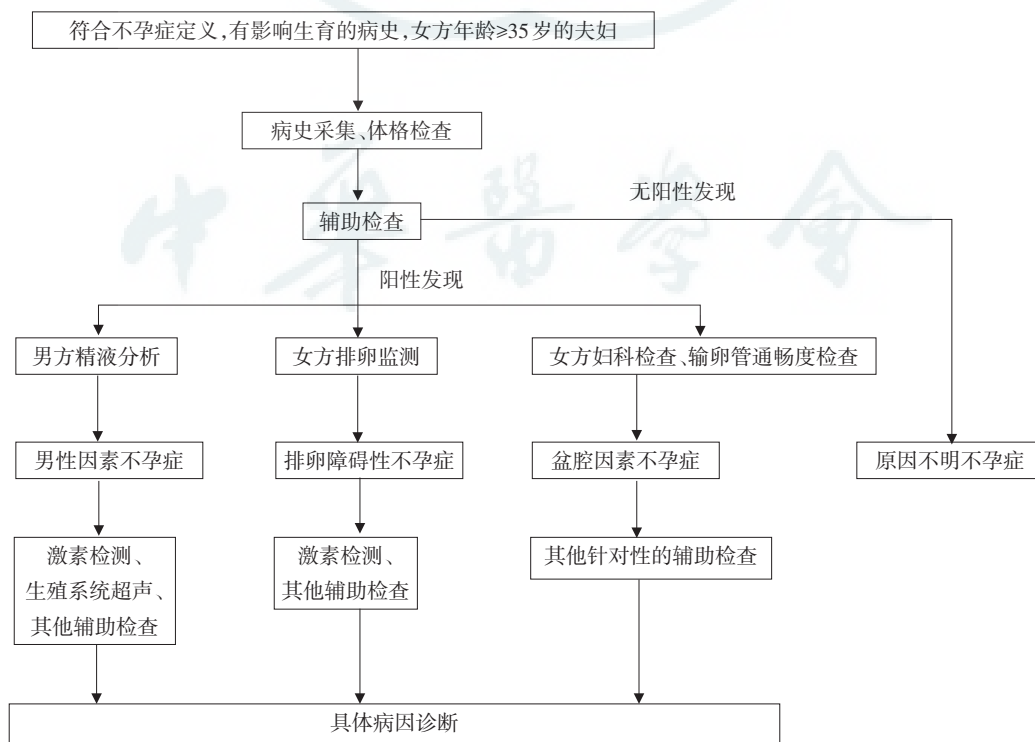 符合不孕症定义,有影响生育的病史,女方年龄≥35岁的夫妇
病史采集、体格检查
无阳性发现
辅助检查
阳性发现
男方精液分析
女方排卵监测
女方妇科检查、输卵管通畅度检查
男性因素不孕症
排卵障碍性不孕症
盆腔因素不孕症
原因不明不孕症
激素检测、
生殖系统超声、
其他辅助检查
激素检测、
其他辅助检查
其他针对性的辅助检查
具体病因诊断
中華醫學會